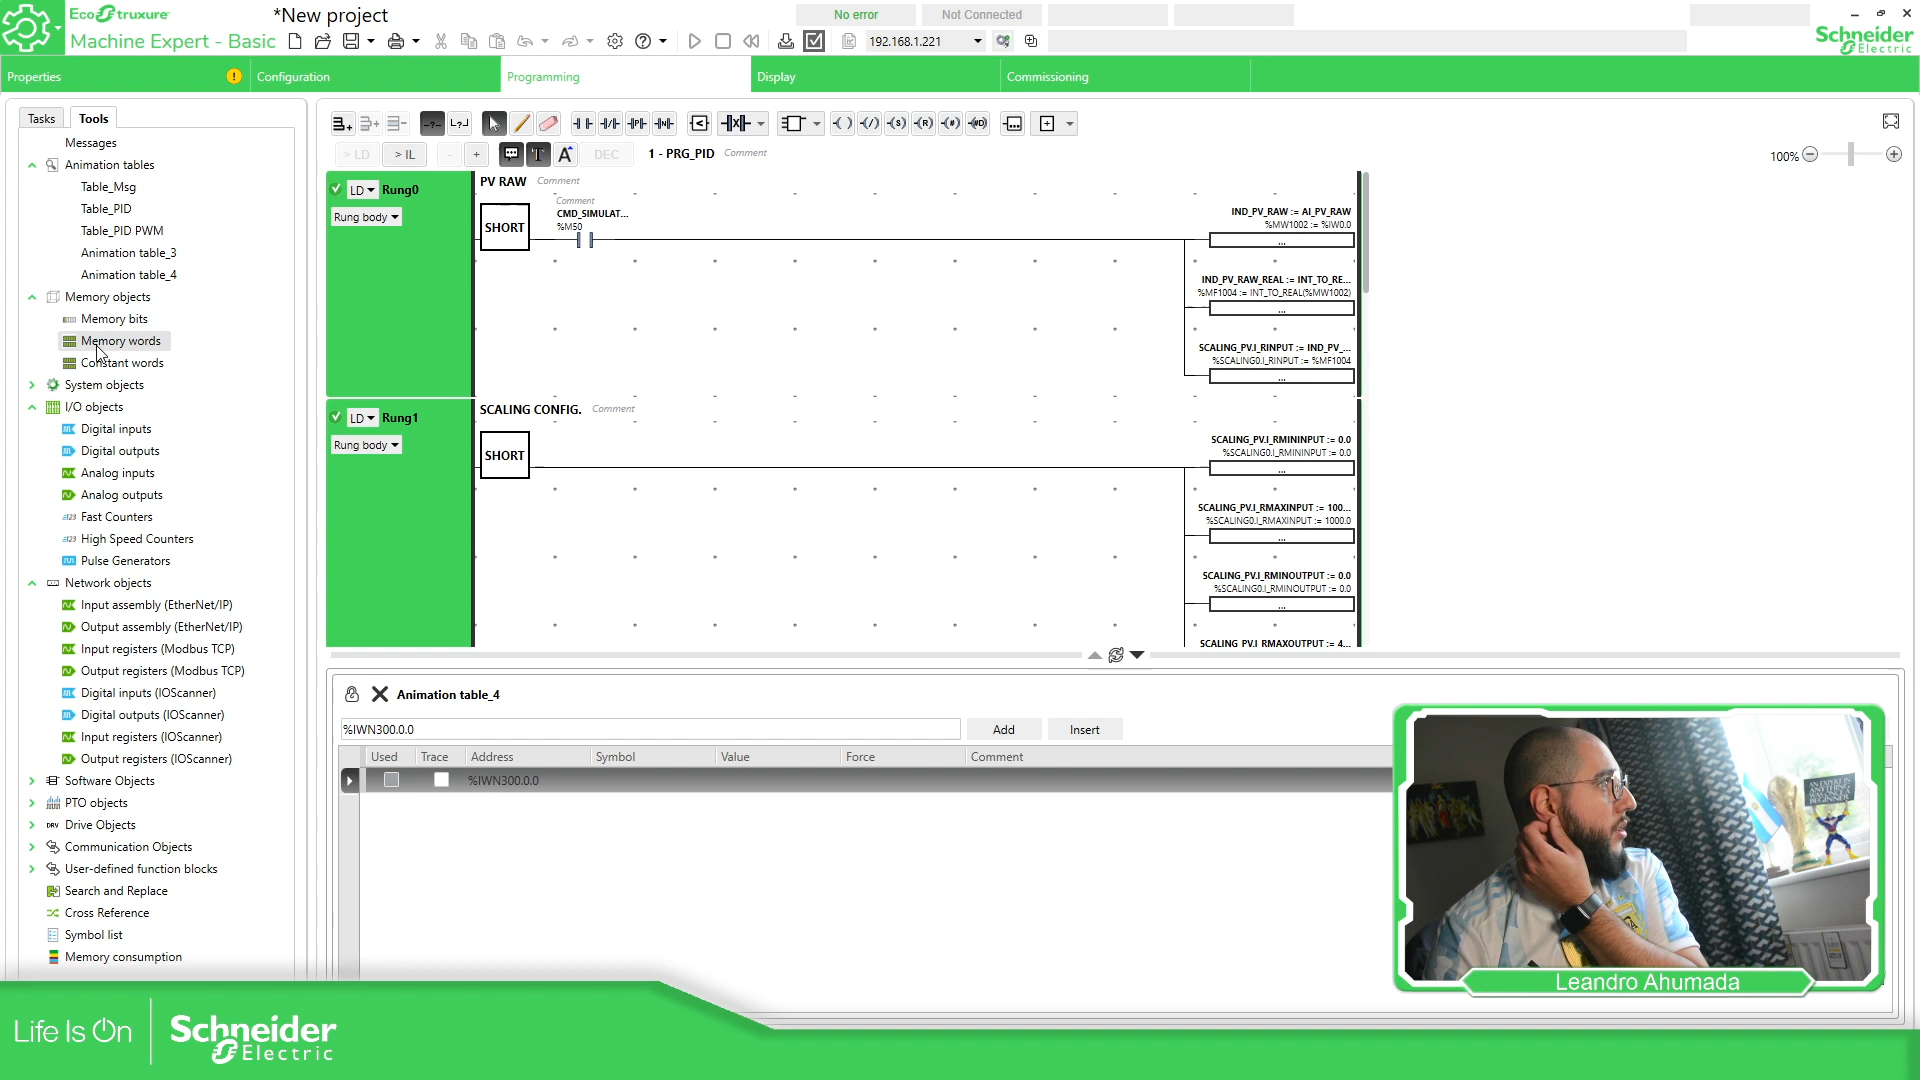 EcoStruxure
Machine Expert - Basic
*New project
No error
Not Connected
192.168.1.221
Schneider
Electric
Properties
Configuration
Programming
Display
Commissioning
Tasks
Tools
Messages
Animation tables
Table_Msg
Table_PID
Table_PID PWM
Animation table_3
Animation table_4
Memory objects
Memory bits
Memory words
Constant words
System objects
I/O objects
Digital inputs
Digital outputs
Analog inputs
Analog outputs
Fast Counters
High Speed Counters
Pulse Generators
Network objects
Input assembly (EtherNet/IP)
Output assembly (EtherNet/IP)
Input registers (Modbus TCP)
Output registers (Modbus TCP)
Digital inputs (IOScanner)
Digital outputs (IOScanner)
Input registers (IOScanner)
Output registers (IOScanner)
Software Objects
PTO objects
DRV Drive Objects
Communication Objects
User-defined function blocks
Search and Replace
Cross Reference
Symbol list
Memory consumption
> LD > IL - + T A DEC 1 - PRG_PID Comment
100%
LD Rung0
Rung body
PV RAW Comment
SHORT
Comment
CMD_SIMULAT...
%M50
IND_PV_RAW := AI_PV_RAW
%MW1002 := %IW0.0
...
IND_PV_RAW_REAL := INT_TO_RE...
%MF1004 := INT_TO_REAL(%MW1002)
...
SCALING_PV.I_RINPUT := IND_PV_...
%SCALING0.I_RINPUT := %MF1004
...
LD Rung1
Rung body
SCALING CONFIG. Comment
SHORT
SCALING_PV.I_RMININPUT := 0.0
%SCALING0.I_RMININPUT := 0.0
...
SCALING_PV.I_RMAXINPUT := 100...
%SCALING0.I_RMAXINPUT := 1000.0
...
SCALING_PV.I_RMINOUTPUT := 0.0
%SCALING0.I_RMINOUTPUT := 0.0
...
SCALING_PV.I_RMAXOUTPUT := 4...
Animation table_4
%IWN300.0.0
Add
Insert
Used Trace Address Symbol Value Force Comment
%IWN300.0.0
AN EXPERT IN
ANYTHING
WAS ONCE A
BEGINNER
Leandro Ahumada
Life Is On
Schneider
Electric